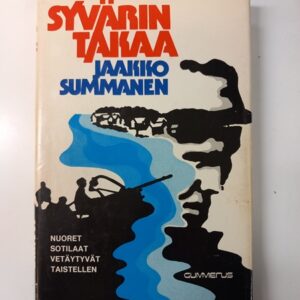 SYVÄRIN
TAKAA
JAAKKO
SUMMANEN
NUORET
SOTILAAT
VETÄYTYVÄT
TAISTELLEN
GUMMERUS